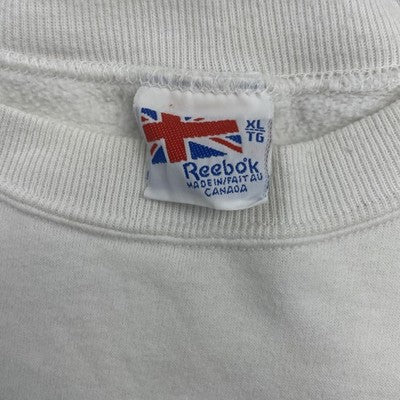 XL
TG
Reebok
MADE IN/FAIT AU
CANADA